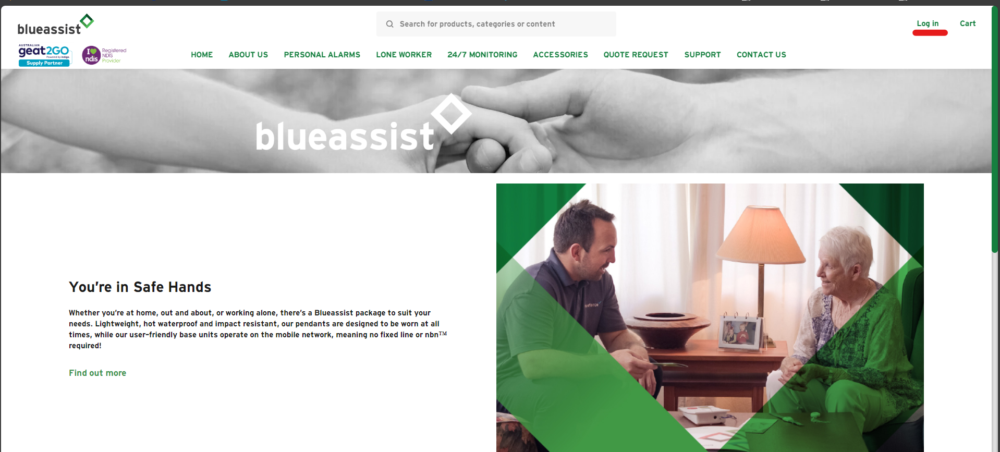 blueassist
Search for products, categories or content
Log in
Cart
AUSTRALIAN
geat2GO
Powered by indigo
Supply Partner
I
ndis
Registered
NDIS
Provider
HOME
ABOUT US
PERSONAL ALARMS
LONE WORKER
24/7 MONITORING
ACCESSORIES
QUOTE REQUEST
SUPPORT
CONTACT US
blueassist
You're in Safe Hands
Whether you're at home, out and about, or working alone, there's a Blueassist package to suit your
needs. Lightweight, hot waterproof and impact resistant, our pendants are designed to be worn at all
times, while our user-friendly base units operate on the mobile network, meaning no fixed line or nbn™
required!
Find out more